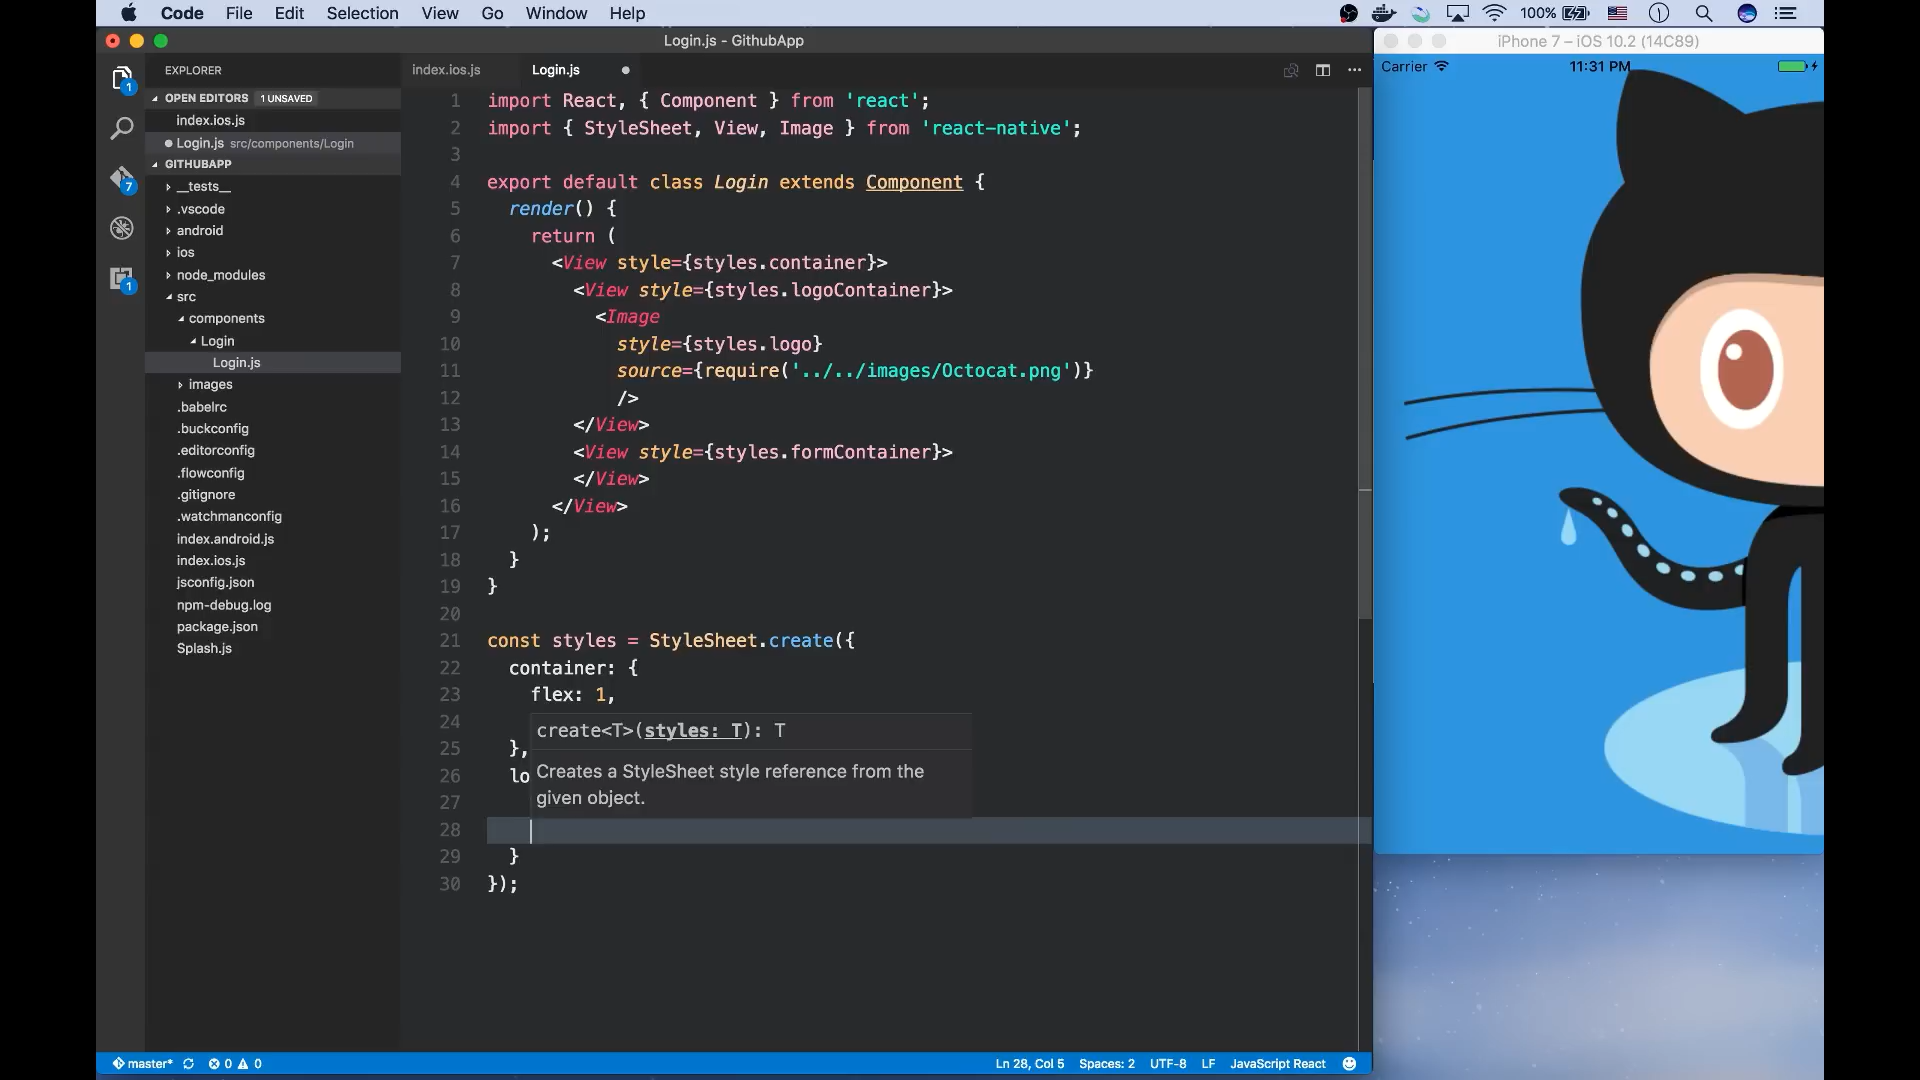 Code File Edit Selection View Go Window Help 100%
Login.js - GithubApp
EXPLORER
OPEN EDITORS 1 UNSAVED
index.ios.js
Login.js src/components/Login
GITHUBAPP
__tests__
.vscode
android
ios
node_modules
src
components
Login
Login.js
images
.babelrc
.buckconfig
.editorconfig
.flowconfig
.gitignore
.watchmanconfig
index.android.js
index.ios.js
jsconfig.json
npm-debug.log
package.json
Splash.js
1
7
1
index.ios.js Login.js
1 import React, { Component } from 'react';
2 import { StyleSheet, View, Image } from 'react-native';
3
4 export default class Login extends Component {
5 render() {
6 return (
7 <View style={styles.container}>
8 <View style={styles.logoContainer}>
9 <Image
10 style={styles.logo}
11 source={require('../../images/Octocat.png')}
12 />
13 </View>
14 <View style={styles.formContainer}>
15 </View>
16 </View>
17 );
18 }
19 }
20
21 const styles = StyleSheet.create({
22 container: {
23 flex: 1,
24
25 },
26 lo
27
28
29 }
30 });
create<T>(styles: T): T
Creates a StyleSheet style reference from the
given object.
master* 0 0 Ln 28, Col 5 Spaces: 2 UTF-8 LF JavaScript React
iPhone 7 – iOS 10.2 (14C89)
Carrier 11:31 PM